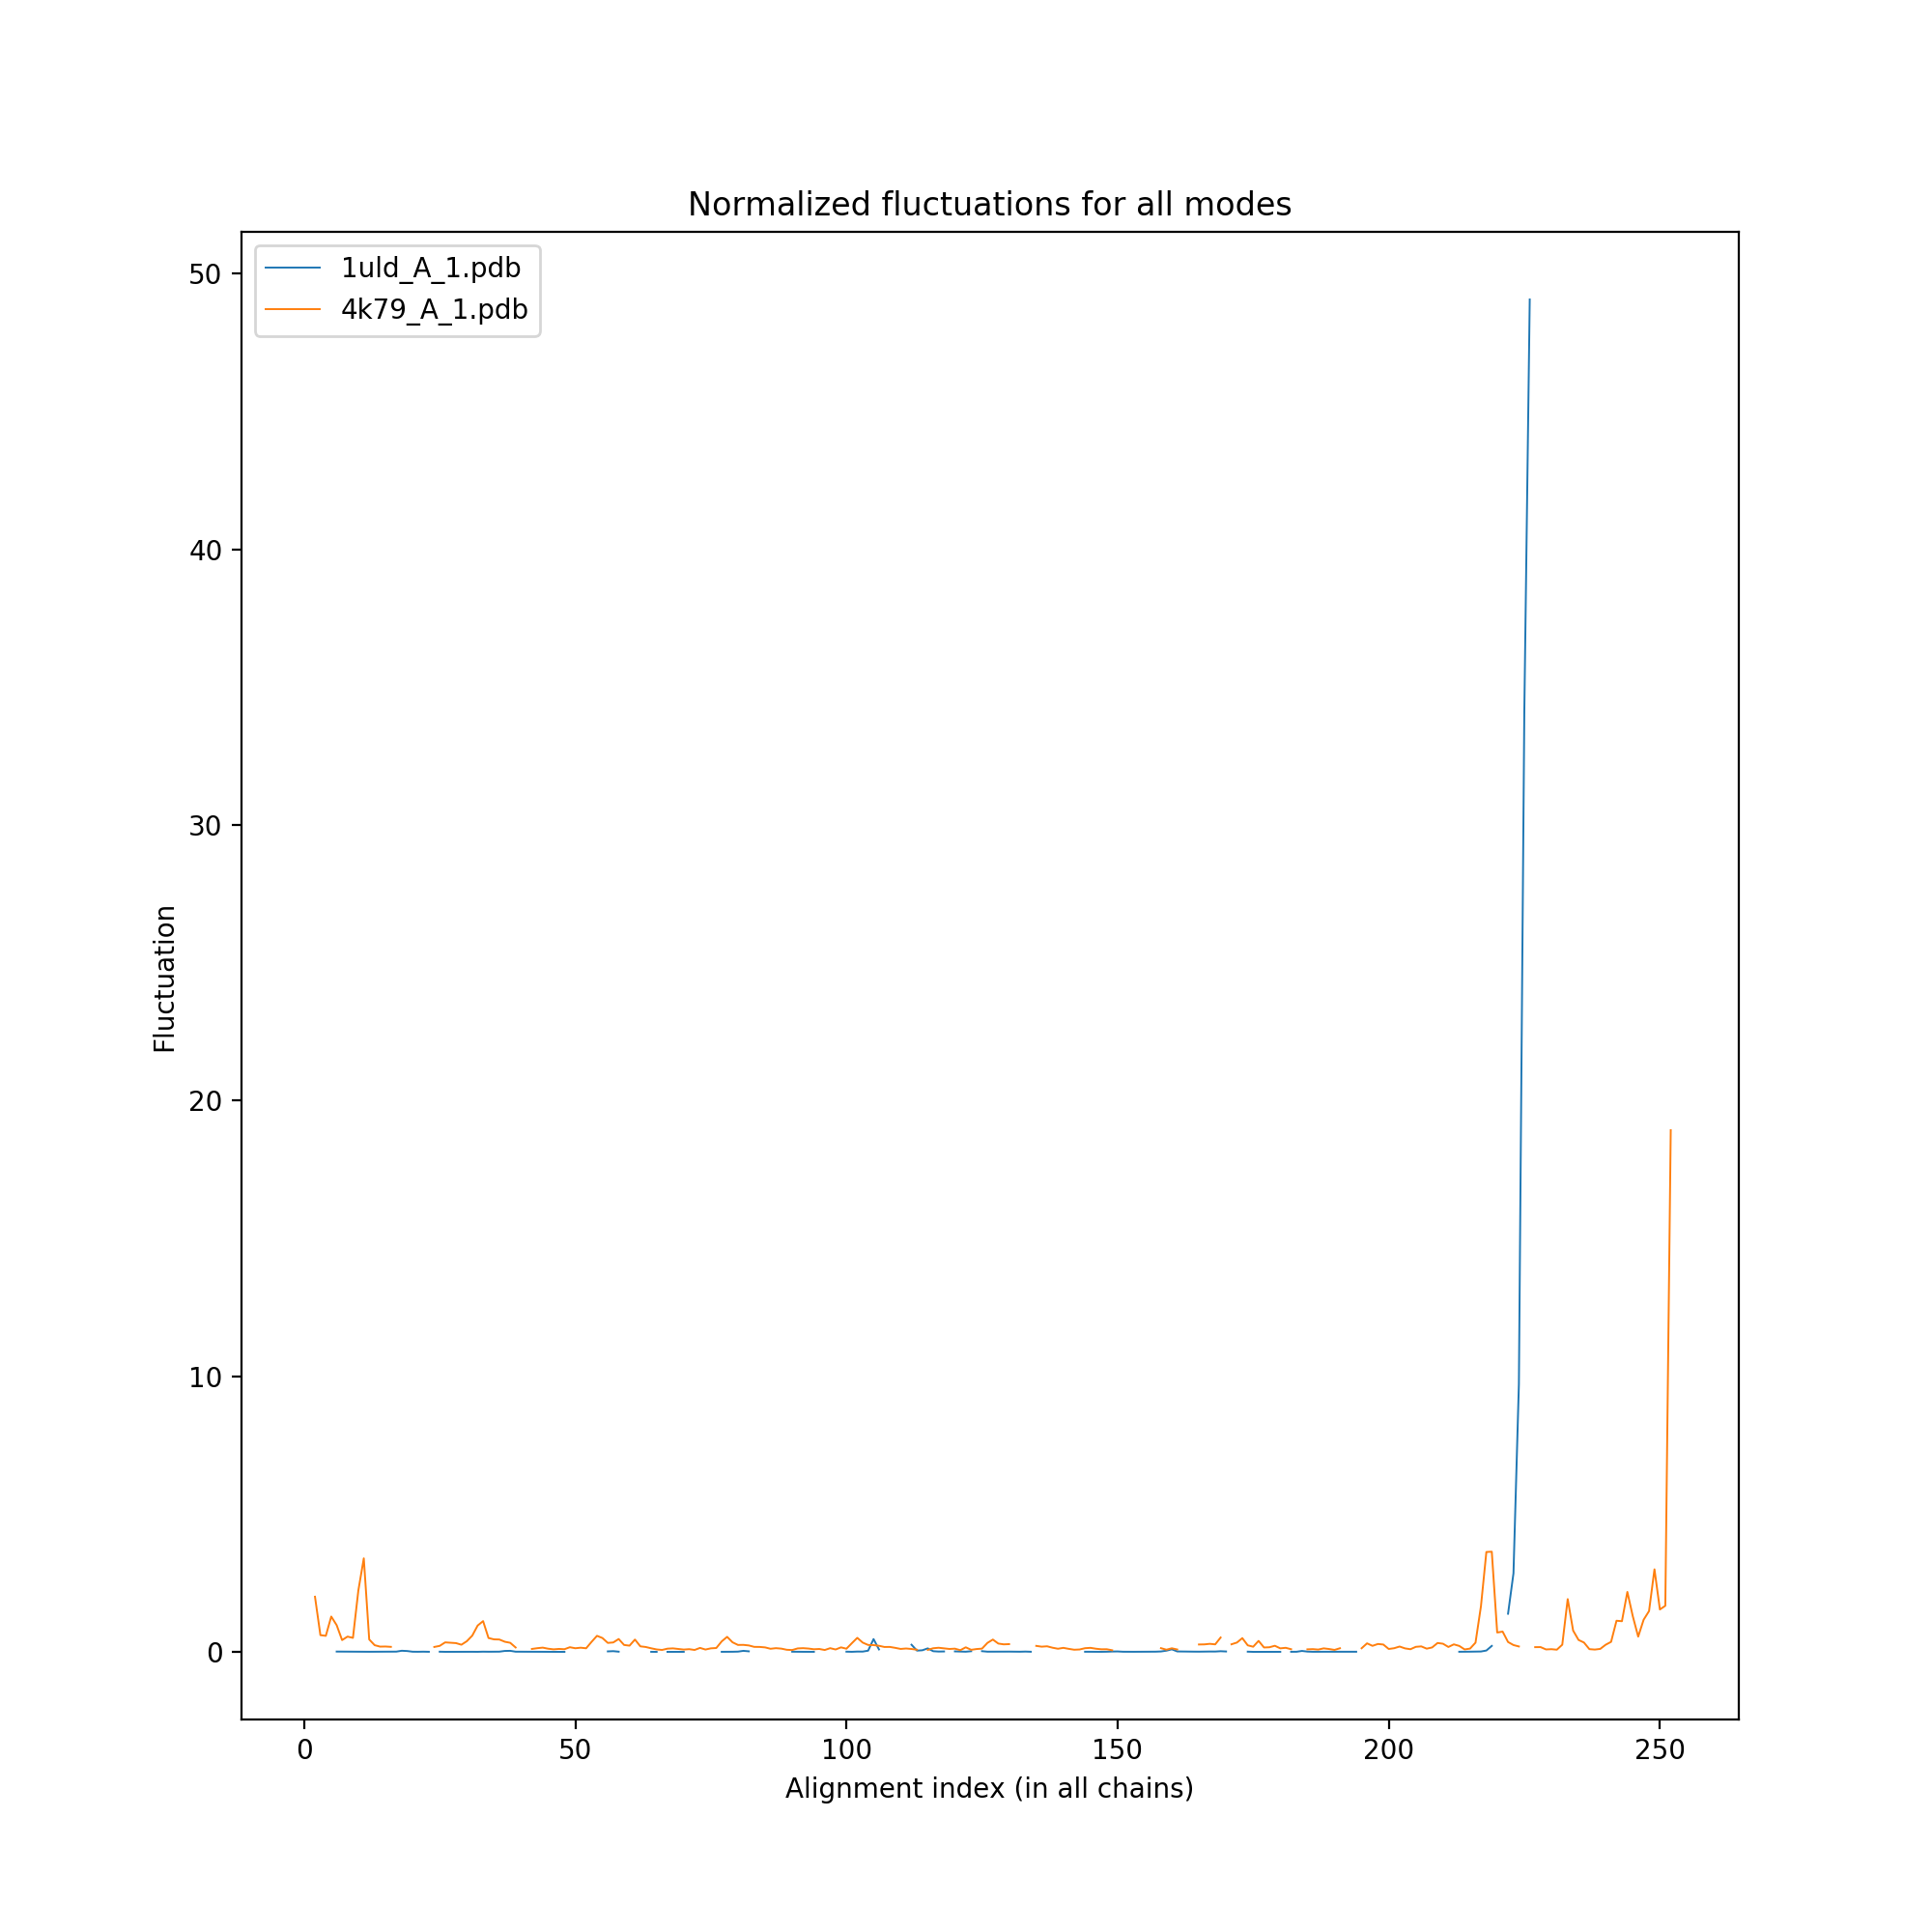 Normalized fluctuations for all modes
1uld_A_1.pdb
4k79_A_1.pdb
50
40
30
20
10
0
Fluctuation
0 50 100 150 200 250
Alignment index (in all chains)